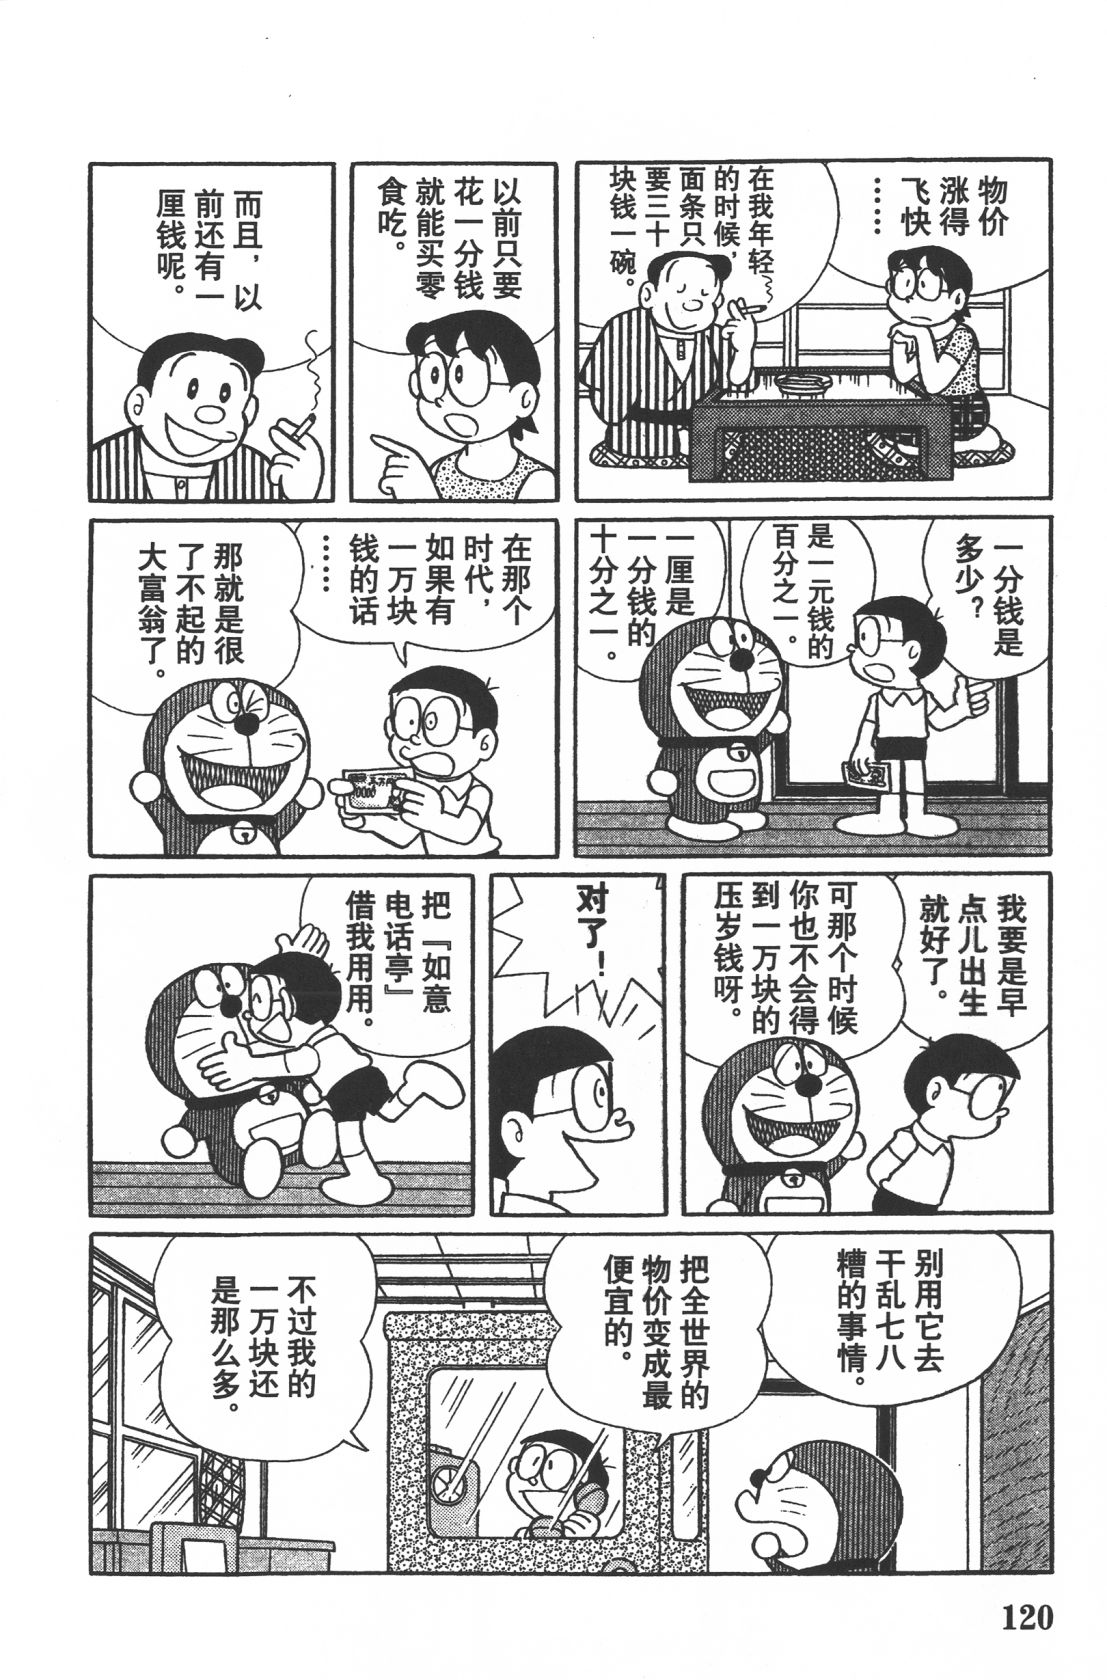 物价
涨得
飞快
……
在我年轻
的时候，
面条只
要三十
块钱一碗。
以前只要
花一分钱
就能买零
食吃。
而且，以
前还有一
厘钱呢。
一分钱是
多少？
是一元钱的
百分之一。
一厘是
一分钱的
十分之一。
在那个
时代，
如果有
一万块
钱的话
……
那就是很
了不起的
大富翁了。
我要是早
点儿出生
就好了。
可那个时候
你也不会得
到一万块的
压岁钱呀。
对了！
把『如意
电话亭』
借我用用。
别用它去
干乱七八
糟的事情。
把全世界的
物价变成最
便宜的。
不过我的
一万块还
是那么多。
120